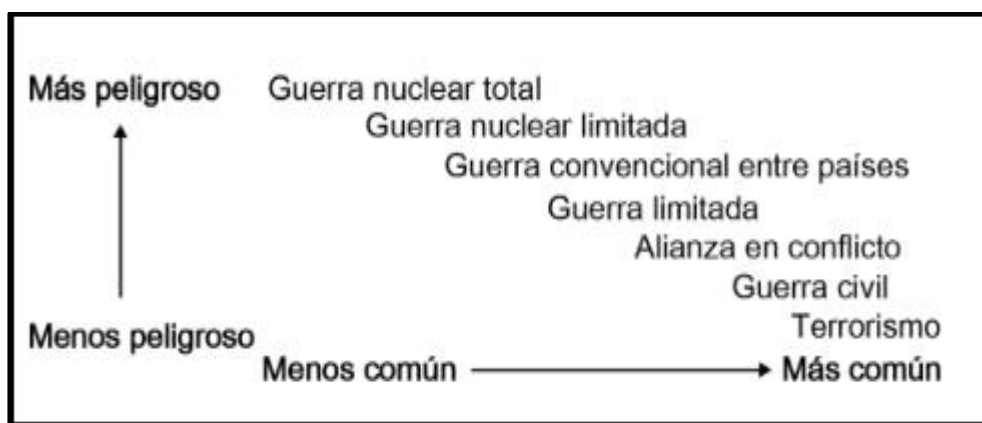 Más peligroso Guerra nuclear total
Guerra nuclear limitada
Guerra convencional entre países
Guerra limitada
Alianza en conflicto
Guerra civil
Terrorismo
Menos peligroso
Menos común Más común